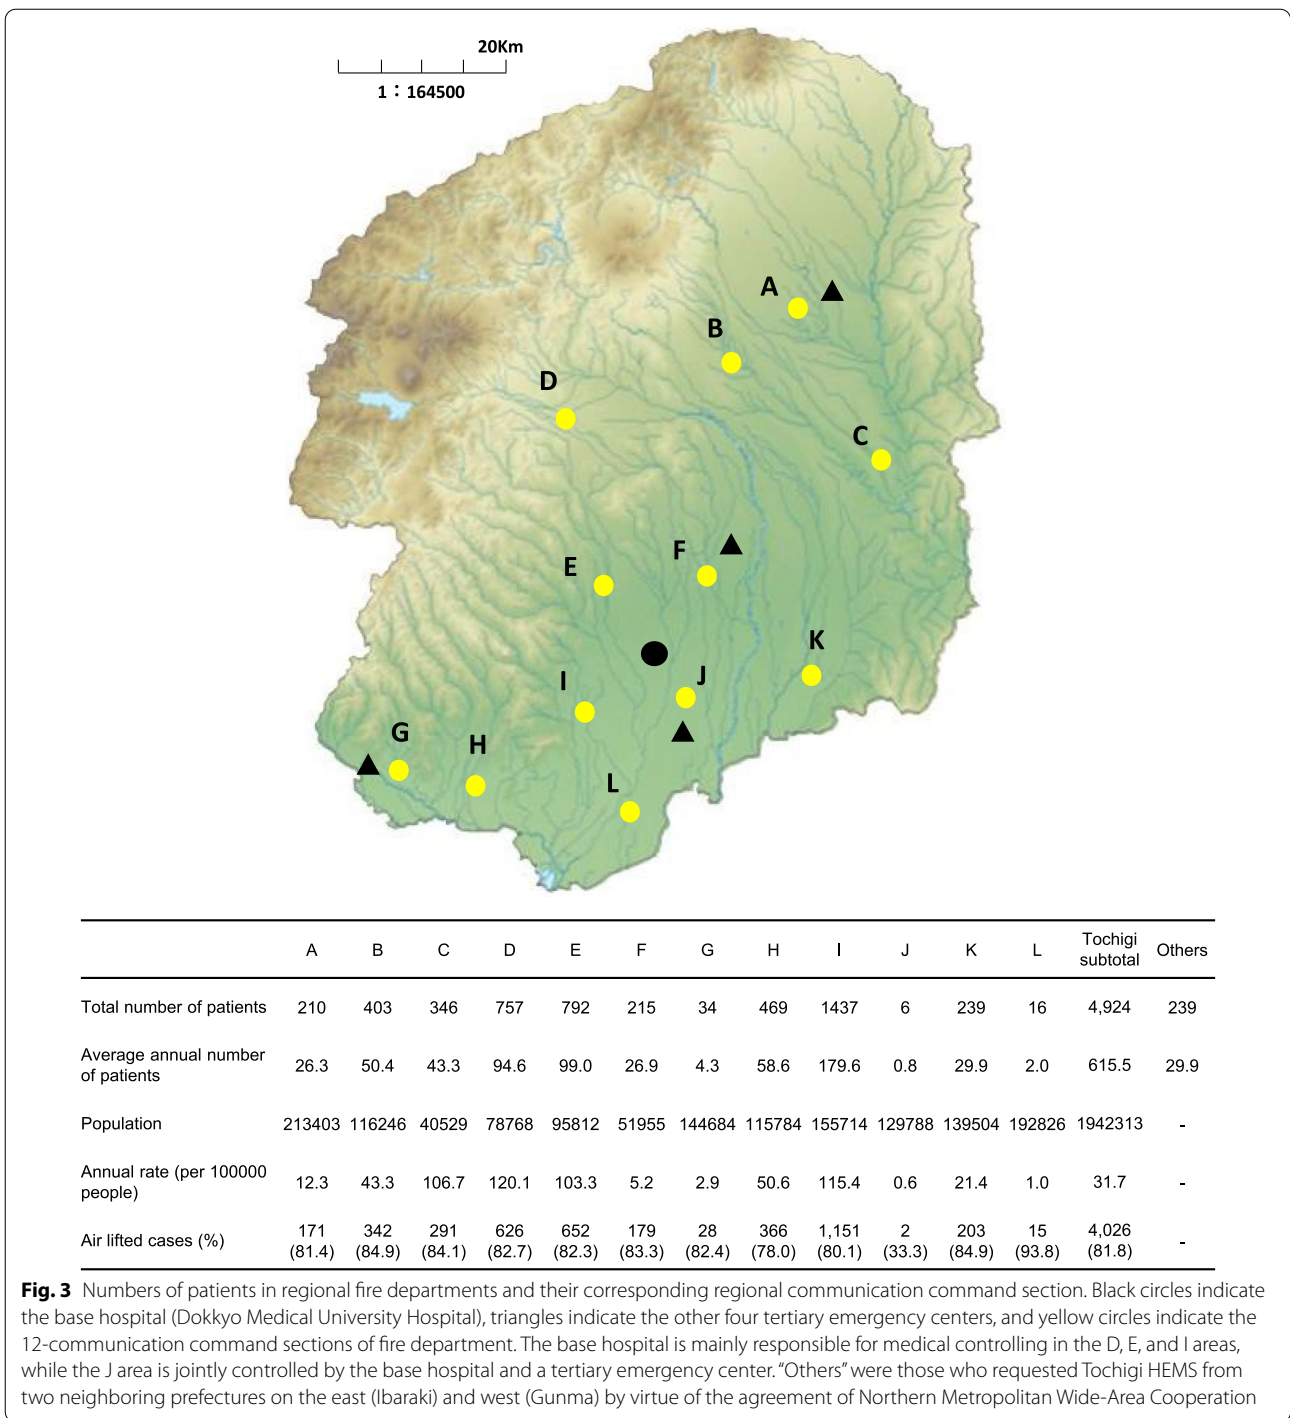 20Km
1：164500
A
B
D
C
F
E
K
J
I
G
H
L
A B C D E F G H I J K L Tochigi subtotal Others
Total number of patients 210 403 346 757 792 215 34 469 1437 6 239 16 4,924 239
Average annual number of patients 26.3 50.4 43.3 94.6 99.0 26.9 4.3 58.6 179.6 0.8 29.9 2.0 615.5 29.9
Population 213403 116246 40529 78768 95812 51955 144684 115784 155714 129788 139504 192826 1942313 -
Annual rate (per 100000 people) 12.3 43.3 106.7 120.1 103.3 5.2 2.9 50.6 115.4 0.6 21.4 1.0 31.7 -
Air lifted cases (%) 171 (81.4) 342 (84.9) 291 (84.1) 626 (82.7) 652 (82.3) 179 (83.3) 28 (82.4) 366 (78.0) 1,151 (80.1) 2 (33.3) 203 (84.9) 15 (93.8) 4,026 (81.8) -
Fig. 3 Numbers of patients in regional fire departments and their corresponding regional communication command section. Black circles indicate
the base hospital (Dokkyo Medical University Hospital), triangles indicate the other four tertiary emergency centers, and yellow circles indicate the
12-communication command sections of fire department. The base hospital is mainly responsible for medical controlling in the D, E, and I areas,
while the J area is jointly controlled by the base hospital and a tertiary emergency center. “Others” were those who requested Tochigi HEMS from
two neighboring prefectures on the east (Ibaraki) and west (Gunma) by virtue of the agreement of Northern Metropolitan Wide-Area Cooperation